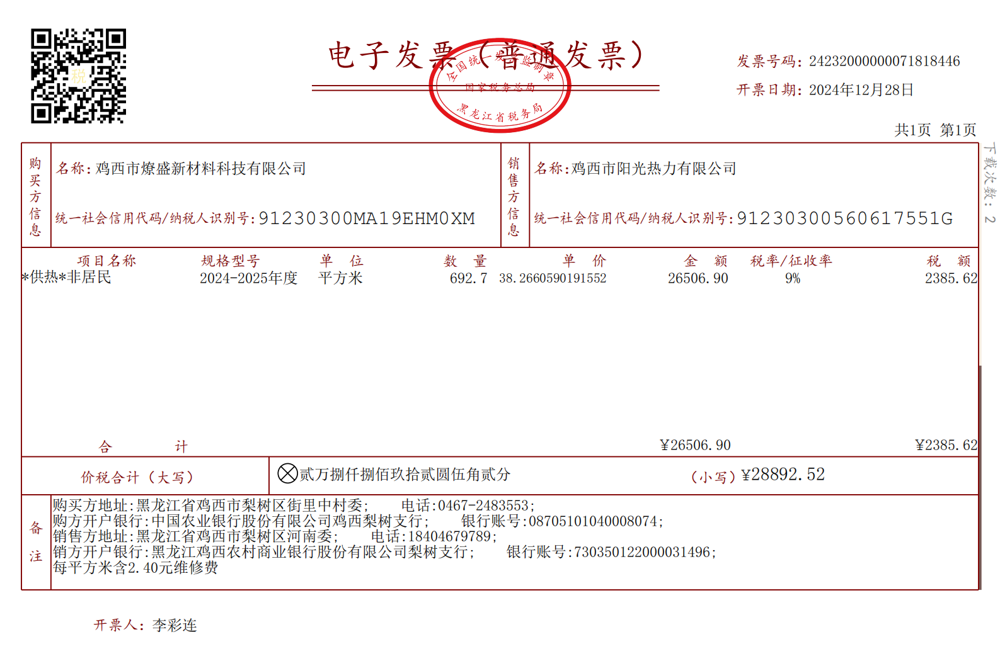 税
电子发票（普通发票）
全国统一发票监制章
国家税务总局
黑龙江省税务局
发票号码：24232000000071818446
开票日期：2024年12月28日
共1页 第1页
下载次数：2
购买方信息
名称：鸡西市燎盛新材料科技有限公司
统一社会信用代码/纳税人识别号：91230300MA19EHM0XM
销售方信息
名称：鸡西市阳光热力有限公司
统一社会信用代码/纳税人识别号：91230300560617551G
项目名称 规格型号 单 位 数 量 单 价 金 额 税率/征收率 税 额
*供热*非居民 2024-2025年度 平方米 692.7 38.2660590191552 26506.90 9% 2385.62
合 计 ¥26506.90 ¥2385.62
价税合计（大写） ⊗贰万捌仟捌佰玖拾贰圆伍角贰分 （小写）¥28892.52
备注
购买方地址:黑龙江省鸡西市梨树区街里中村委; 电话:0467-2483553;
购方开户银行:中国农业银行股份有限公司鸡西梨树支行; 银行账号:08705101040008074;
销售方地址:黑龙江省鸡西市梨树区河南委; 电话:18404679789;
销方开户银行:黑龙江鸡西农村商业银行股份有限公司梨树支行; 银行账号:730350122000031496;
每平方米含2.40元维修费
开票人：李彩连